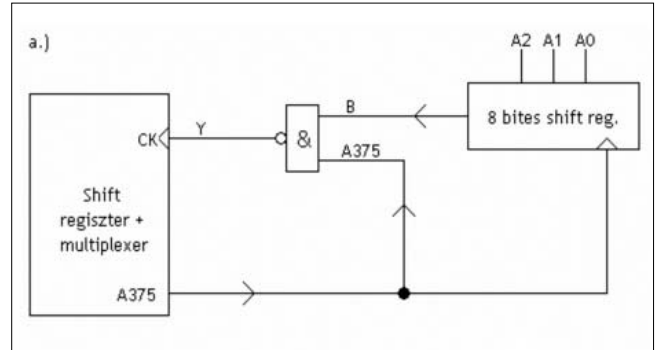 a.)
A2 A1 A0
B
8 bites shift reg.
CK
Y
&
A375
Shift
regiszter +
multiplexer
A375